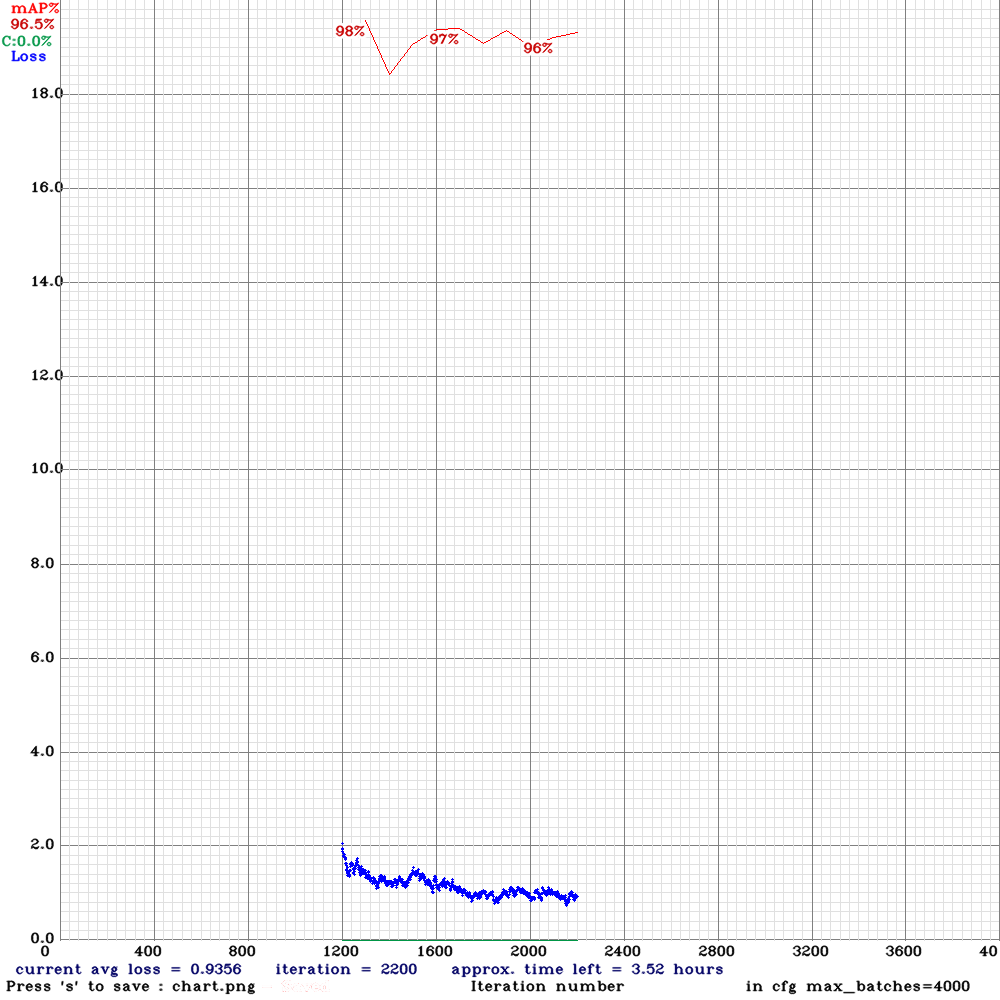 mAP%
96.5%
C:0.0%
Loss
98%
97%
96%
18.0
16.0
14.0
12.0
10.0
8.0
6.0
4.0
2.0
0.0
0 400 800 1200 1600 2000 2400 2800 3200 3600 40
current avg loss = 0.9356 iteration = 2200 approx. time left = 3.52 hours
Press 's' to save : chart.png Iteration number in cfg max_batches=4000